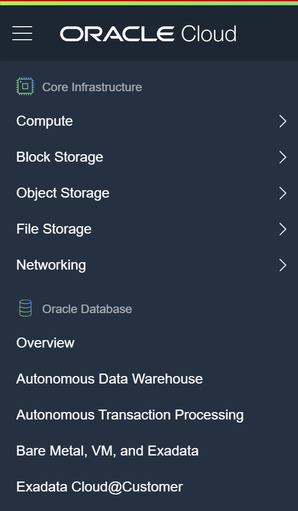 ORACLE Cloud
Core Infrastructure
Compute
Block Storage
Object Storage
File Storage
Networking
Oracle Database
Overview
Autonomous Data Warehouse
Autonomous Transaction Processing
Bare Metal, VM, and Exadata
Exadata Cloud@Customer